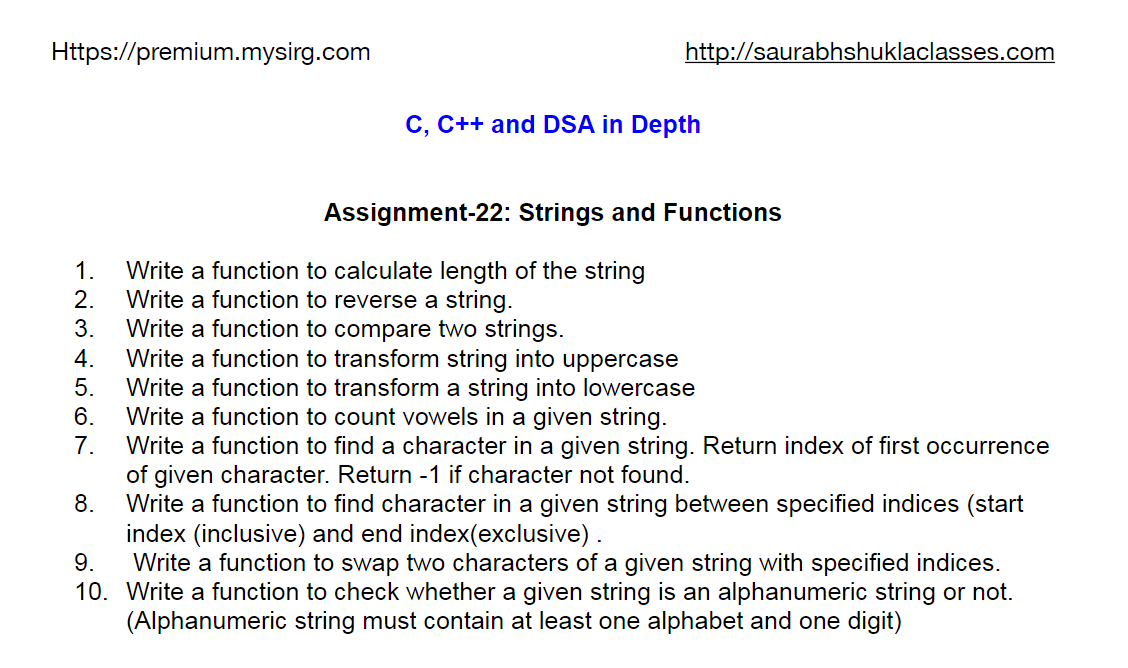 Https://premium.mysirg.com http://saurabhshuklaclasses.com
C, C++ and DSA in Depth
Assignment-22: Strings and Functions
1. Write a function to calculate length of the string
2. Write a function to reverse a string.
3. Write a function to compare two strings.
4. Write a function to transform string into uppercase
5. Write a function to transform a string into lowercase
6. Write a function to count vowels in a given string.
7. Write a function to find a character in a given string. Return index of first occurrence
of given character. Return -1 if character not found.
8. Write a function to find character in a given string between specified indices (start
index (inclusive) and end index(exclusive) .
9. Write a function to swap two characters of a given string with specified indices.
10. Write a function to check whether a given string is an alphanumeric string or not.
(Alphanumeric string must contain at least one alphabet and one digit)